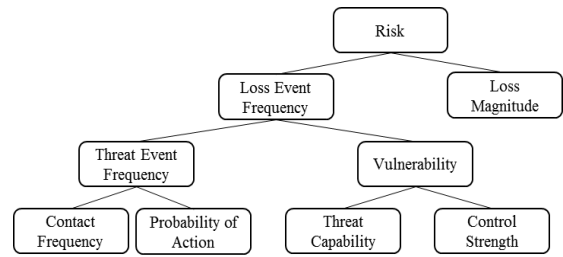 Risk
Loss Event
Frequency
Loss
Magnitude
Threat Event
Frequency
Vulnerability
Contact
Frequency
Probability of
Action
Threat
Capability
Control
Strength